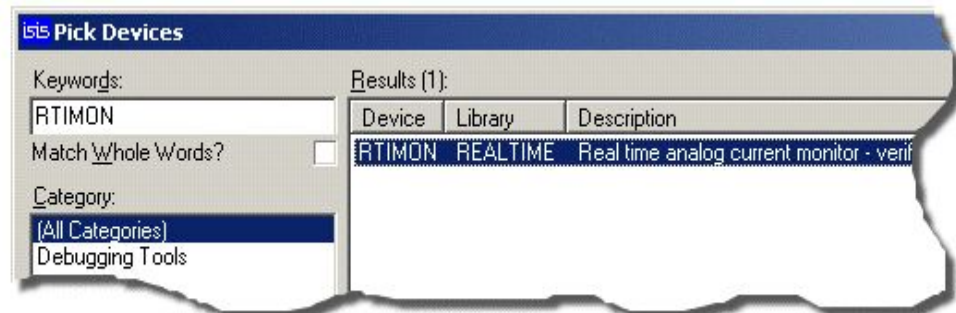 isis Pick Devices
Keywords:
RTIMON
Match Whole Words?
Category:
(All Categories)
Debugging Tools
Results (1):
Device Library Description
RTIMON REALTIME Real time analog current monitor -